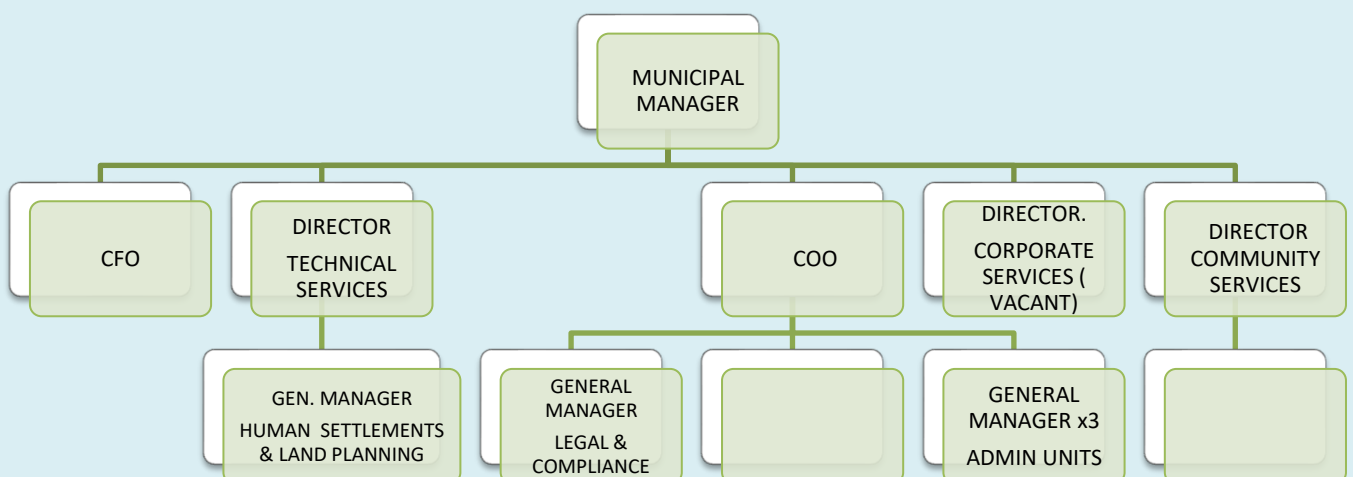 MUNICIPAL
MANAGER
CFO
DIRECTOR
TECHNICAL
SERVICES
COO
DIRECTOR.
CORPORATE
SERVICES (
VACANT)
DIRECTOR
COMMUNITY
SERVICES
GEN. MANAGER
HUMAN SETTLEMENTS
& LAND PLANNING
GENERAL
MANAGER
LEGAL &
COMPLIANCE
GENERAL
MANAGER x3
ADMIN UNITS